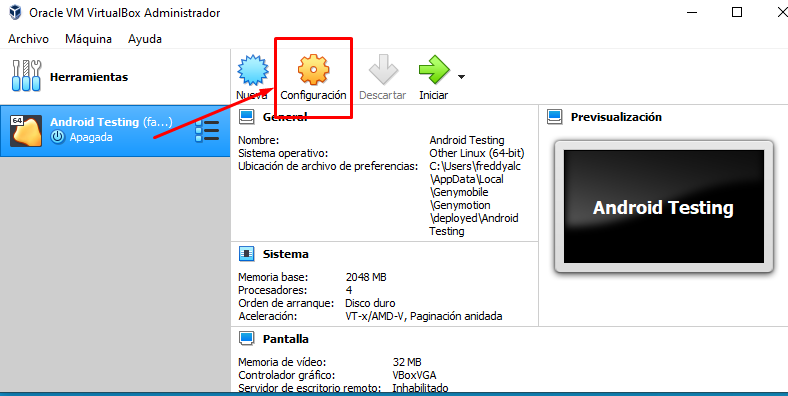 Oracle VM VirtualBox Administrador
Archivo Máquina Ayuda
Herramientas
Nueva Configuración Descartar Iniciar
64
Android Testing (fa...)
Apagada
General
Nombre: Android Testing
Sistema operativo: Other Linux (64-bit)
Ubicación de archivo de preferencias: C:\Users\freddyalc
\AppData\Local
\Genymobile
\Genymotion
\deployed\Android
Testing
Previsualización
Android Testing
Sistema
Memoria base: 2048 MB
Procesadores: 4
Orden de arranque: Disco duro
Aceleración: VT-x/AMD-V, Paginación anidada
Pantalla
Memoria de vídeo: 32 MB
Controlador gráfico: VBoxVGA
Servidor de escritorio remoto: Inhabilitado